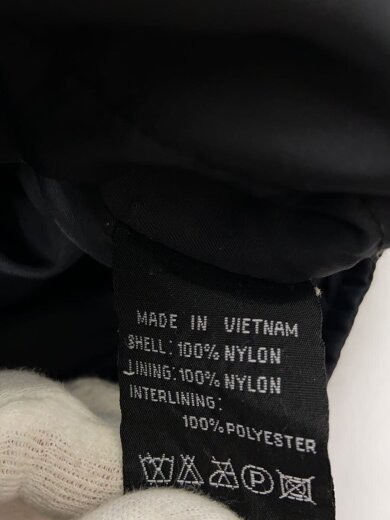 MADE IN VIETNAM
SHELL: 100% NYLON
LINING: 100% NYLON
INTERLINING:
100% POLYESTER
P